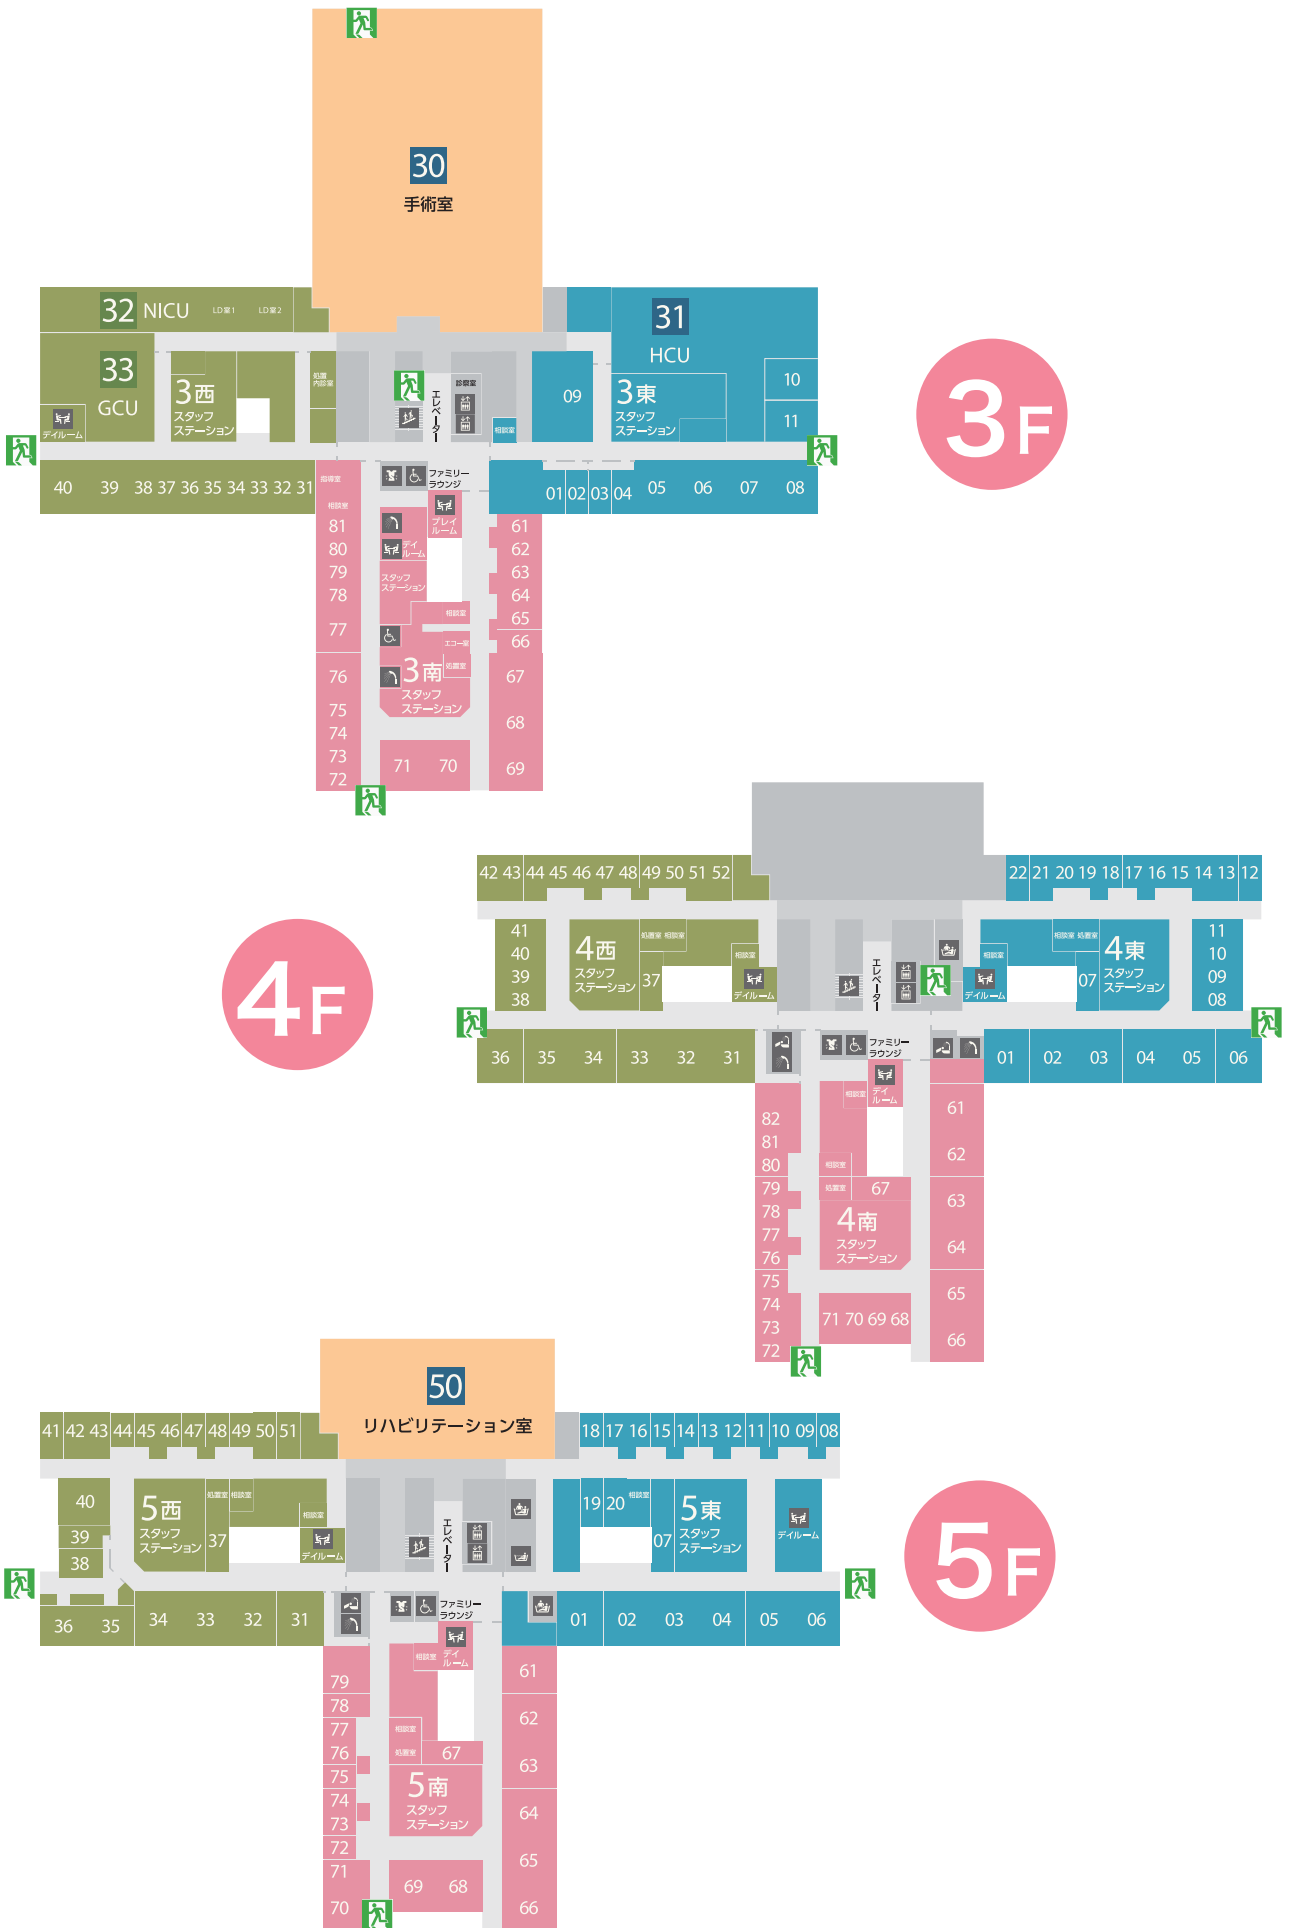 30
手術室
32 NICU LD室1 LD室2
31
HCU
33
GCU
デイルーム
3西
スタッフ
ステーション
処置
内診室
エレベーター
診察室
相談室
09
3東
スタッフ
ステーション
10
11
3F
40 39 38 37 36 35 34 33 32 31
指導室
相談室
ファミリー
ラウンジ
01 02 03 04 05 06 07 08
プレイ
ルーム
デイ
ルーム
スタッフ
ステーション
相談室
エコー室
処置室
3南
スタッフ
ステーション
81
80
79
78
77
76
75
74
73
72
71 70
61
62
63
64
65
66
67
68
69
4F
42 43 44 45 46 47 48 49 50 51 52
22 21 20 19 18 17 16 15 14 13 12
41
40
39
38
4西
スタッフ
ステーション
処置室 相談室
37
相談室
デイルーム
エレベーター
相談室
デイルーム
相談室 処置室
07
4東
スタッフ
ステーション
11
10
09
08
36 35 34 33 32 31
ファミリー
ラウンジ
01 02 03 04 05 06
デイ
ルーム
相談室
相談室
処置室
67
4南
スタッフ
ステーション
82
81
80
79
78
77
76
75
74
73
72
71 70 69 68
61
62
63
64
65
66
50
リハビリテーション室
5F
41 42 43 44 45 46 47 48 49 50 51
18 17 16 15 14 13 12 11 10 09 08
40
39
38
5西
スタッフ
ステーション
処置室 相談室
37
相談室
デイルーム
エレベーター
19 20 相談室
07
5東
スタッフ
ステーション
デイルーム
36 35 34 33 32 31
ファミリー
ラウンジ
01 02 03 04 05 06
デイ
ルーム
相談室
相談室
処置室
67
5南
スタッフ
ステーション
79
78
77
76
75
74
73
72
71
70
69 68
61
62
63
64
65
66